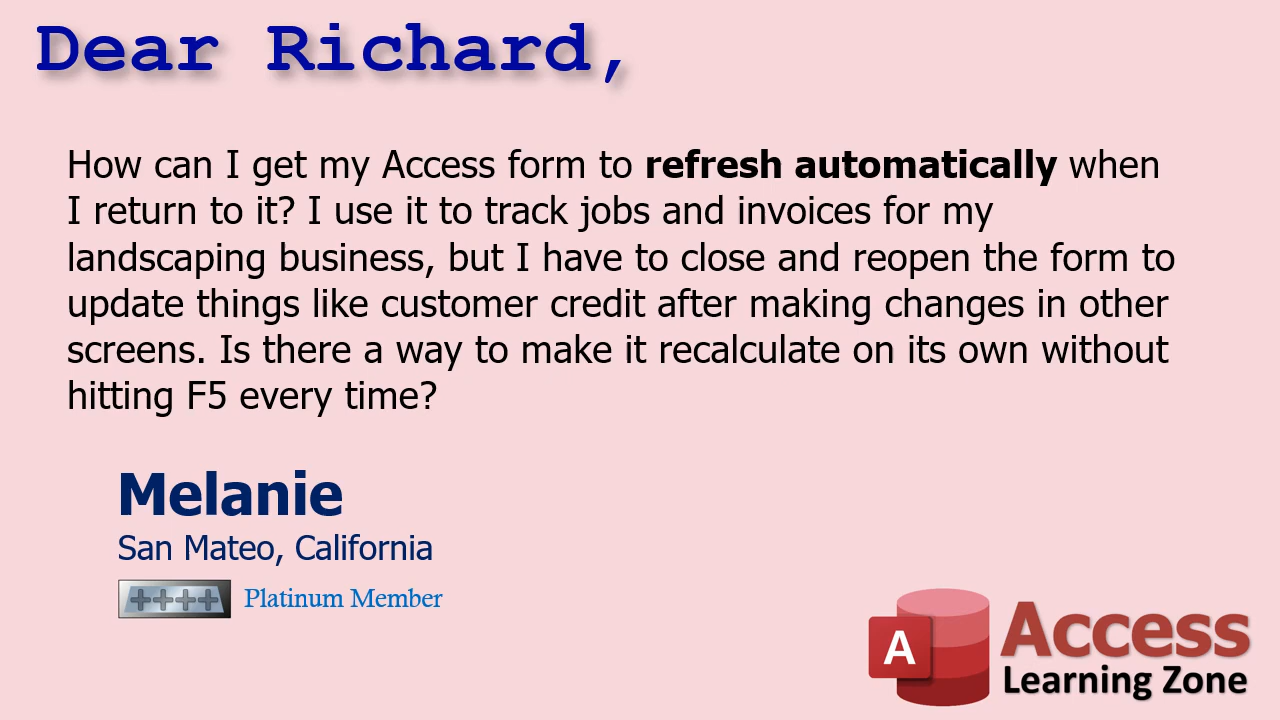 Dear Richard,
How can I get my Access form to refresh automatically when
I return to it? I use it to track jobs and invoices for my
landscaping business, but I have to close and reopen the form to
update things like customer credit after making changes in other
screens. Is there a way to make it recalculate on its own without
hitting F5 every time?
Melanie
San Mateo, California
Platinum Member
A
Access
Learning Zone